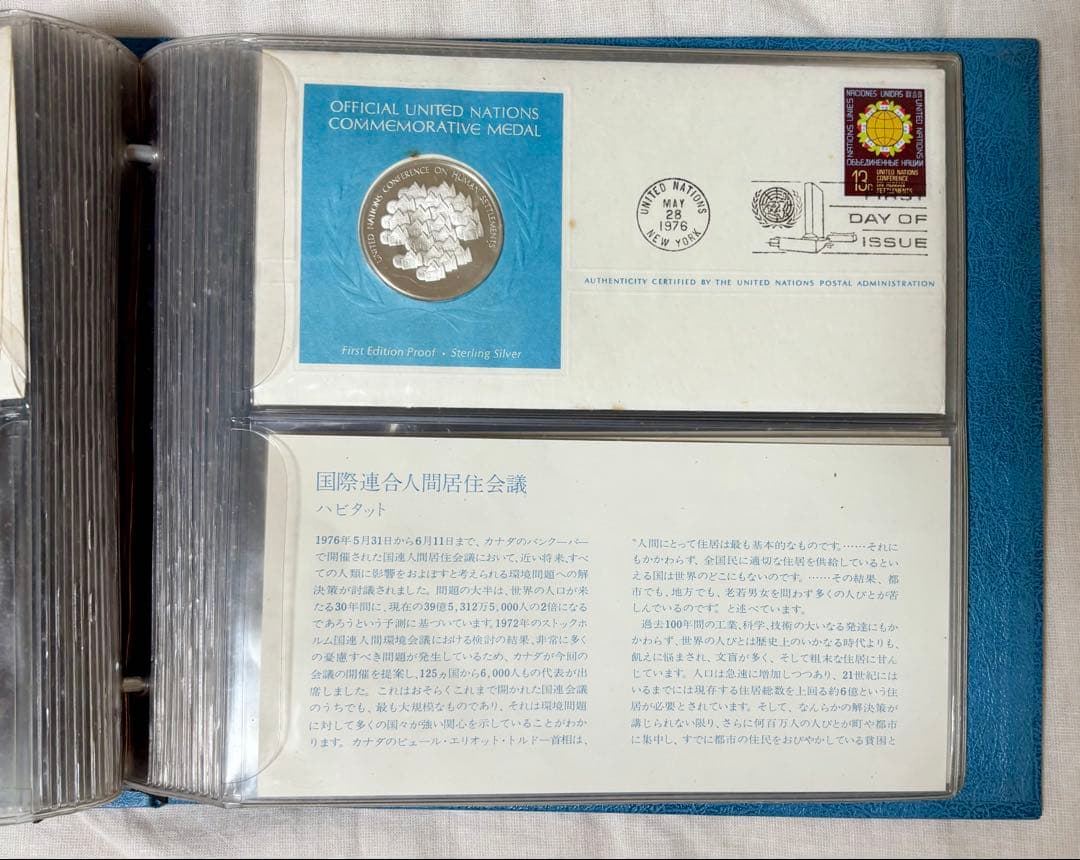 OFFICIAL UNITED NATIONS
COMMEMORATIVE MEDAL
UNITED NATIONS CONFERENCE ON HUMAN SETTLEMENTS
First Edition Proof • Sterling Silver
UNITED NATIONS
MAY
28
1976
NEW YORK
NACIONES UNIDAS
NATIONS UNIES
UNITED NATIONS
ОБЪЕДИНЕННЫЕ НАЦИИ
13c
UNITED NATIONS
CONFERENCE
ON HUMAN
SETTLEMENTS
FIRST
DAY OF
ISSUE
AUTHENTICITY CERTIFIED BY THE UNITED NATIONS POSTAL ADMINISTRATION
国際連合人間居住会議
ハビタット
1976年5月31日から6月11日まで、カナダのバンクーバー
で開催された国連人間居住会議において、近い将来、すべ
ての人類に影響をおよぼすと考えられる環境問題への解
決策が討議されました。問題の大半は、世界の人口が来
たる30年間に、現在の39億5,312万5,000人の2倍になる
であろうという予測に基づいています。1972年のストックホ
ルム国連人間環境会議における検討の結果、非常に多く
の憂慮すべき問題が発生しているため、カナダが今回の
会議の開催を提案し、125ヵ国から6,000人もの代表が出
席しました。これはおそらくこれまで開かれた国連会議
のうちでも、最も大規模なものであり、それは環境問題
に対して多くの国々が強い関心を示していることがわか
ります。カナダのピェール・エリオット・トルドー首相は、
“人間にとって住居は最も基本的なものです。……それに
もかかわらず、全国民に適切な住居を供給しているとい
える国は世界のどこにもないのです。……その結果、都
市でも、地方でも、老若男女を問わず多くの人びとが苦
しんでいるのです”と述べています。
過去100年間の工業、科学、技術の大いなる発達にもか
かわらず、世界の人びとは歴史上のいかなる時代よりも、
飢えに悩まされ、文盲が多く、そして粗末な住居に甘ん
じています。人口は急速に増加しつつあり、21世紀には
いるまでには現存する住居総数を上回る約6億という住
居が必要とされています。そして、なんらかの解決策が
講じられない限り、さらに何百万人の人びとが町や都市
に集中し、すでに都市の住民をおびやかしている貧困と